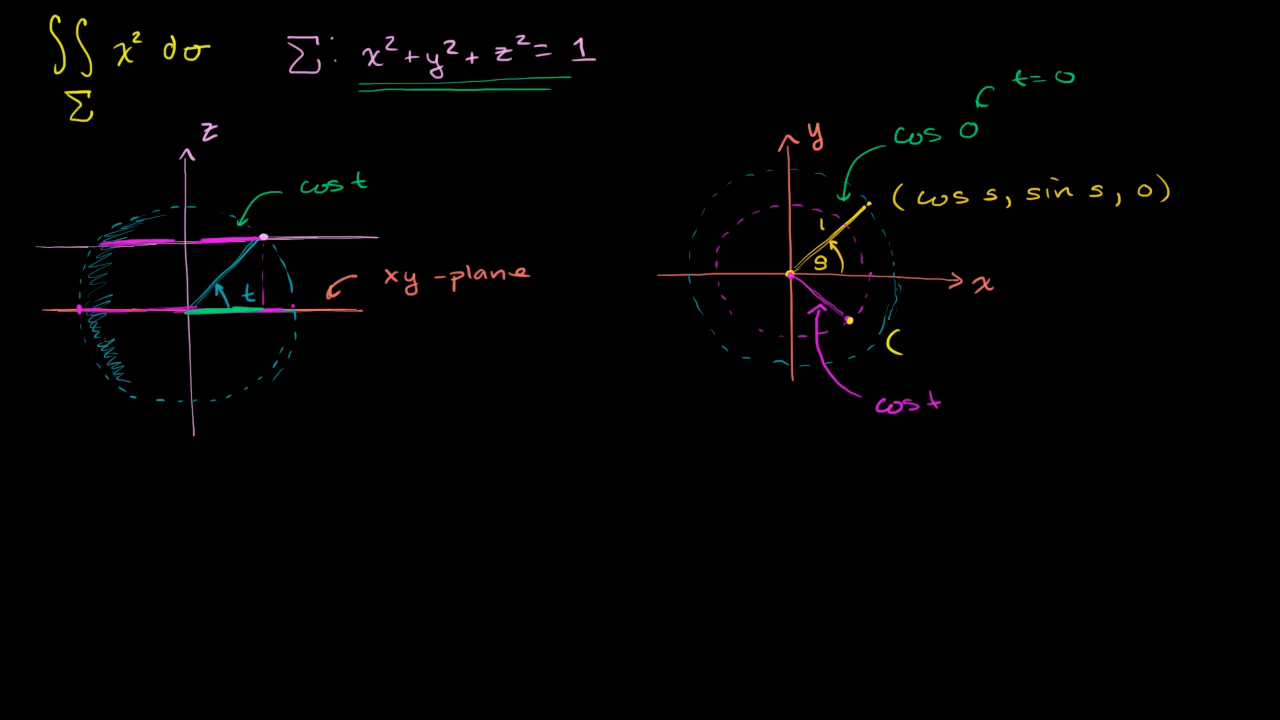 ∬ x² dσ
Σ
Σ: x² + y² + z² = 1
t=0
cos 0
z
y
cos t
(cos s, sin s, 0)
1
s
xy-plane
t
x
(
cos t